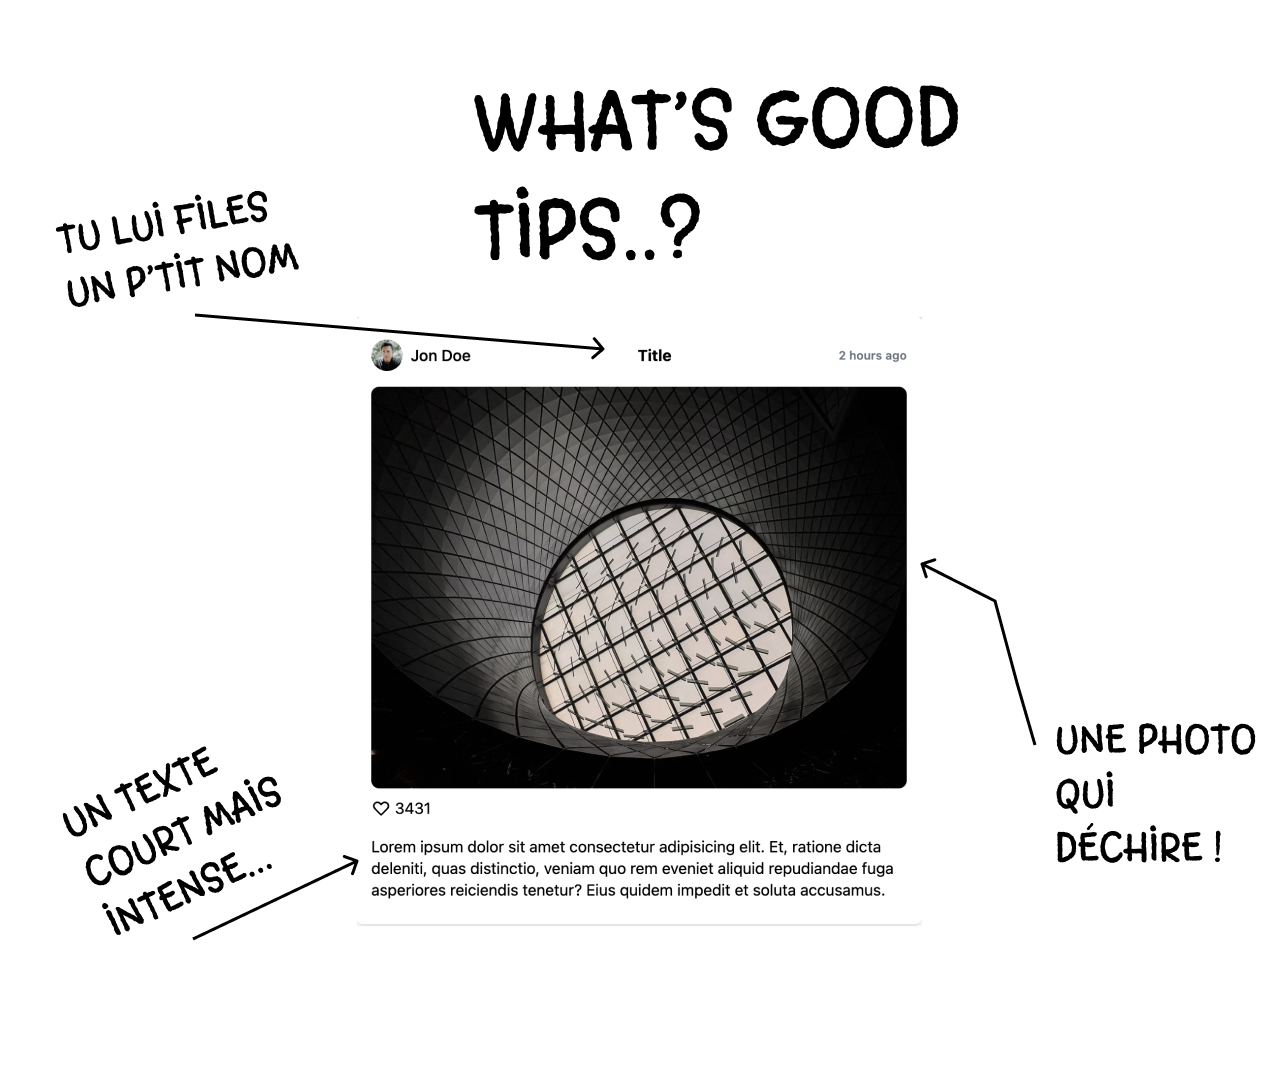 WHAT'S GOOD
TIPS..?
TU LUI FILES
UN P'TIT NOM
Jon Doe
Title
2 hours ago
UNE PHOTO
QUI
DÉCHIRE !
3431
UN TEXTE
COURT MAIS
INTENSE...
Lorem ipsum dolor sit amet consectetur adipisicing elit. Et, ratione dicta
deleniti, quas distinctio, veniam quo rem eveniet aliquid repudiandae fuga
asperiores reiciendis tenetur? Eius quidem impedit et soluta accusamus.